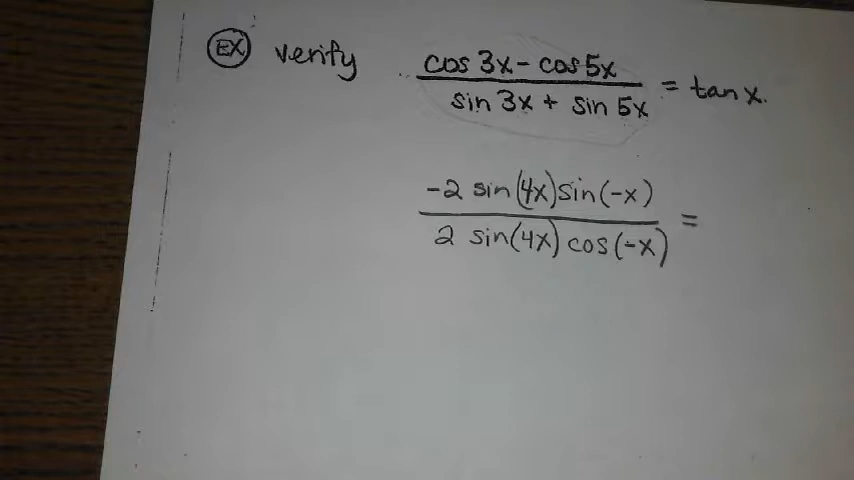 EX verify (cos 3x - cos 5x) / (sin 3x + sin 5x) = tan x.
(-2 sin(4x) sin(-x)) / (2 sin(4x) cos(-x)) =